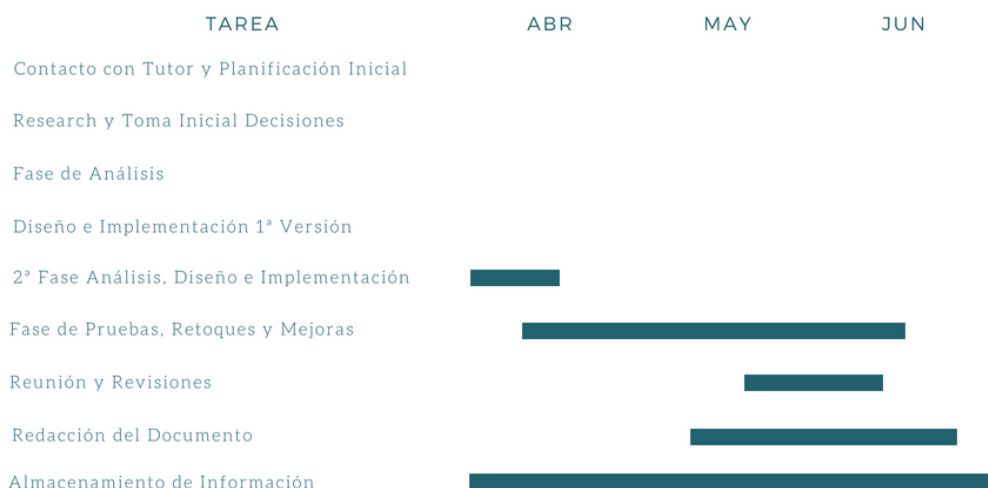 TAREA ABR MAY JUN
Contacto con Tutor y Planificación Inicial
Research y Toma Inicial Decisiones
Fase de Análisis
Diseño e Implementación 1ª Versión
2ª Fase Análisis, Diseño e Implementación
Fase de Pruebas, Retoques y Mejoras
Reunión y Revisiones
Redacción del Documento
Almacenamiento de Información